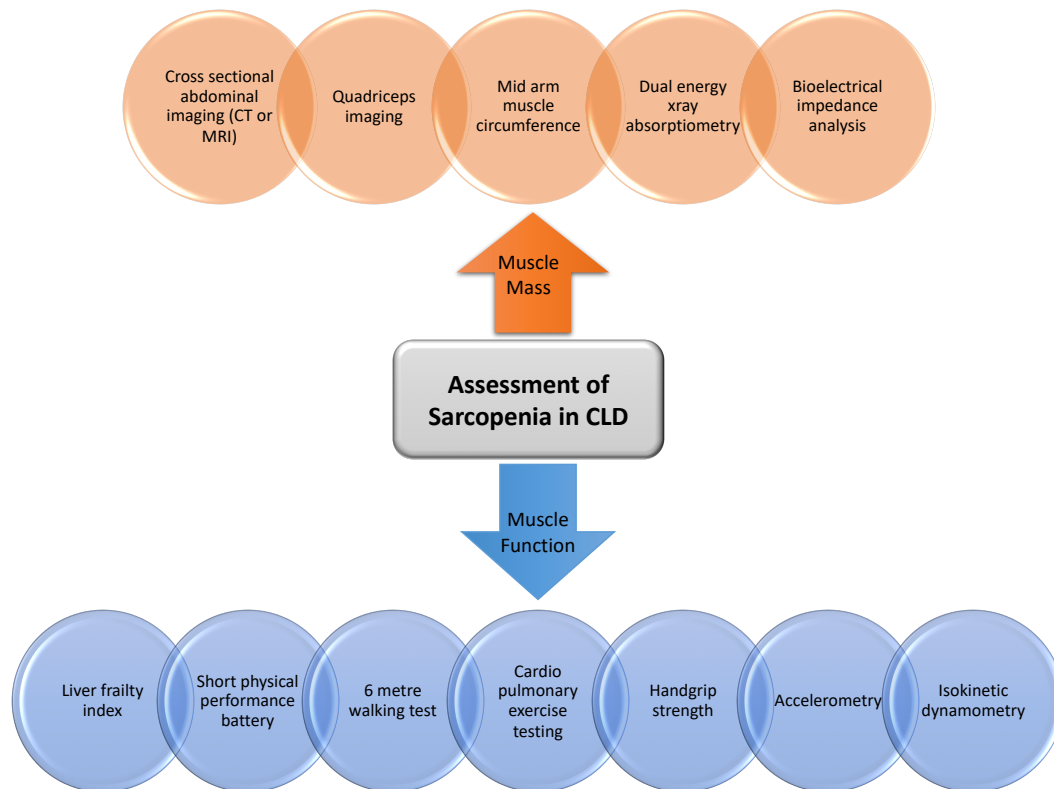 Cross sectional
abdominal
imaging (CT or
MRI)
Quadriceps
imaging
Mid arm
muscle
circumference
Dual energy
xray
absorptiometry
Bioelectrical
impedance
analysis
Muscle
Mass
Assessment of
Sarcopenia in CLD
Muscle
Function
Liver frailty
index
Short physical
performance
battery
6 metre
walking test
Cardio
pulmonary
exercise
testing
Handgrip
strength
Accelerometry
Isokinetic
dynamometry